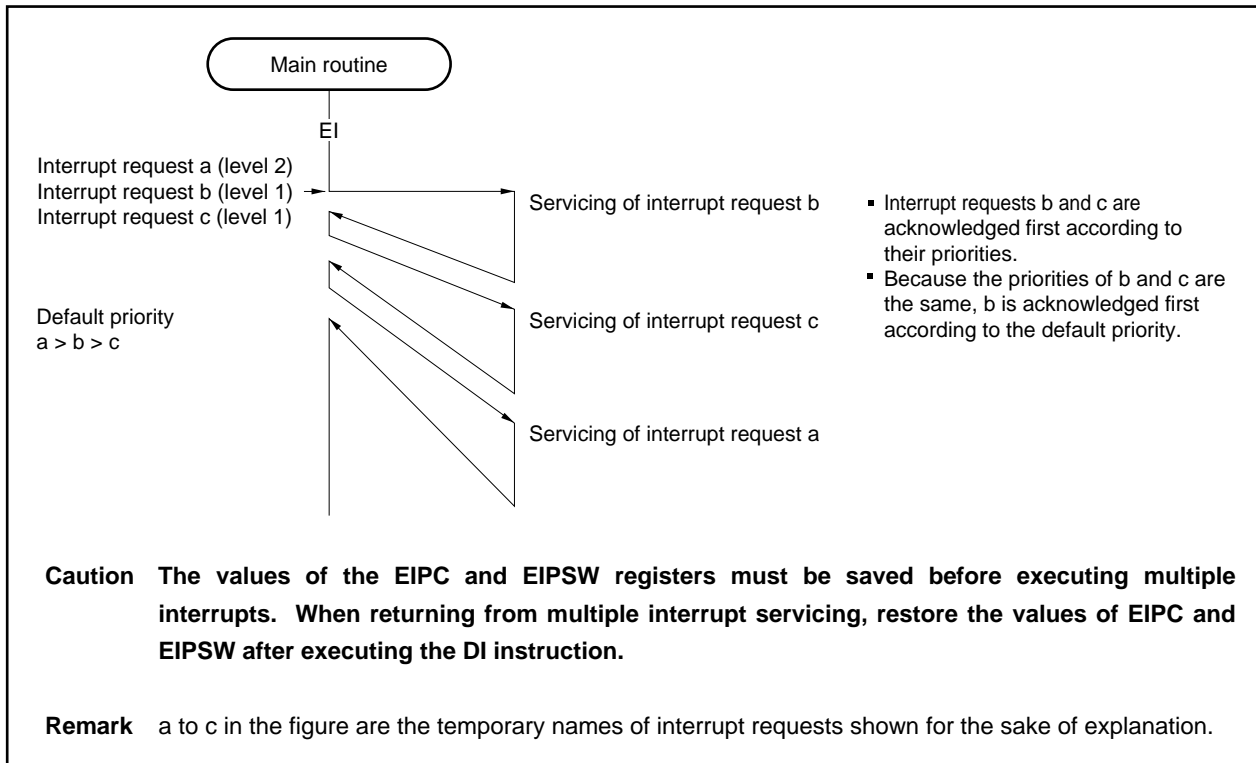 Main routine
EI
Interrupt request a (level 2)
Interrupt request b (level 1)
Interrupt request c (level 1)
Servicing of interrupt request b
▪ Interrupt requests b and c are
acknowledged first according to
their priorities.
▪ Because the priorities of b and c are
the same, b is acknowledged first
according to the default priority.
Default priority
a > b > c
Servicing of interrupt request c
Servicing of interrupt request a
Caution The values of the EIPC and EIPSW registers must be saved before executing multiple
interrupts. When returning from multiple interrupt servicing, restore the values of EIPC and
EIPSW after executing the DI instruction.
Remark a to c in the figure are the temporary names of interrupt requests shown for the sake of explanation.